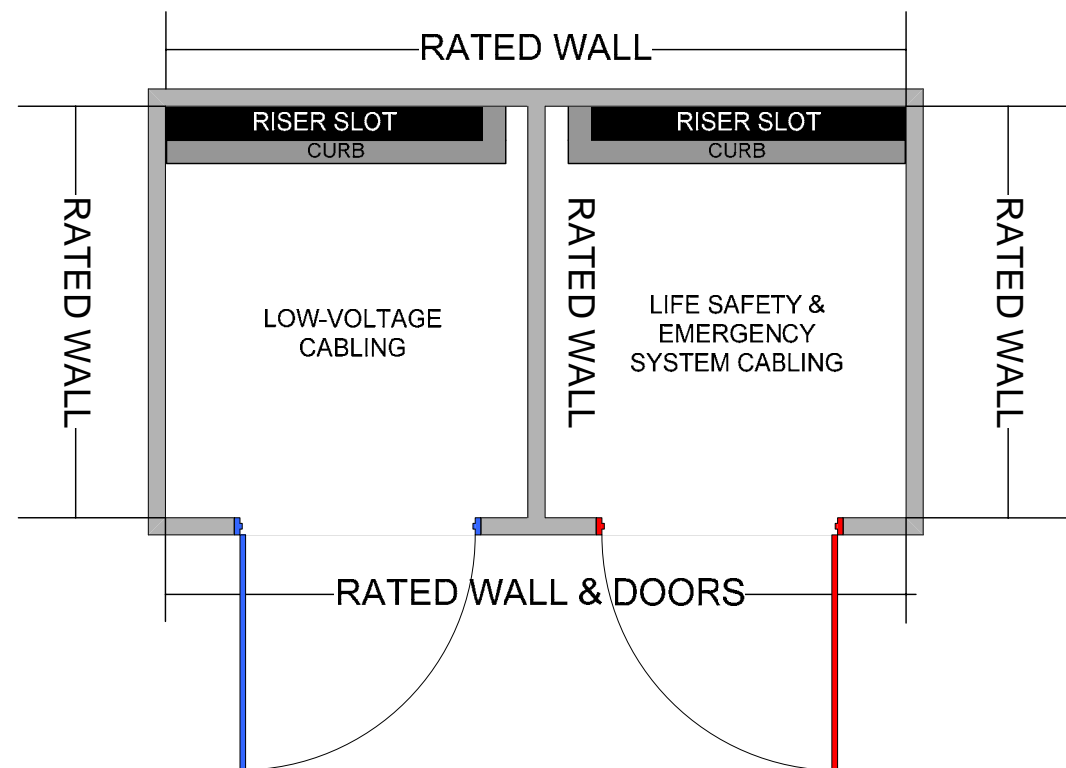 RATED WALL
RISER SLOT
CURB
RISER SLOT
CURB
RATED WALL
LOW-VOLTAGE
CABLING
RATED WALL
LIFE SAFETY &
EMERGENCY
SYSTEM CABLING
RATED WALL
RATED WALL & DOORS